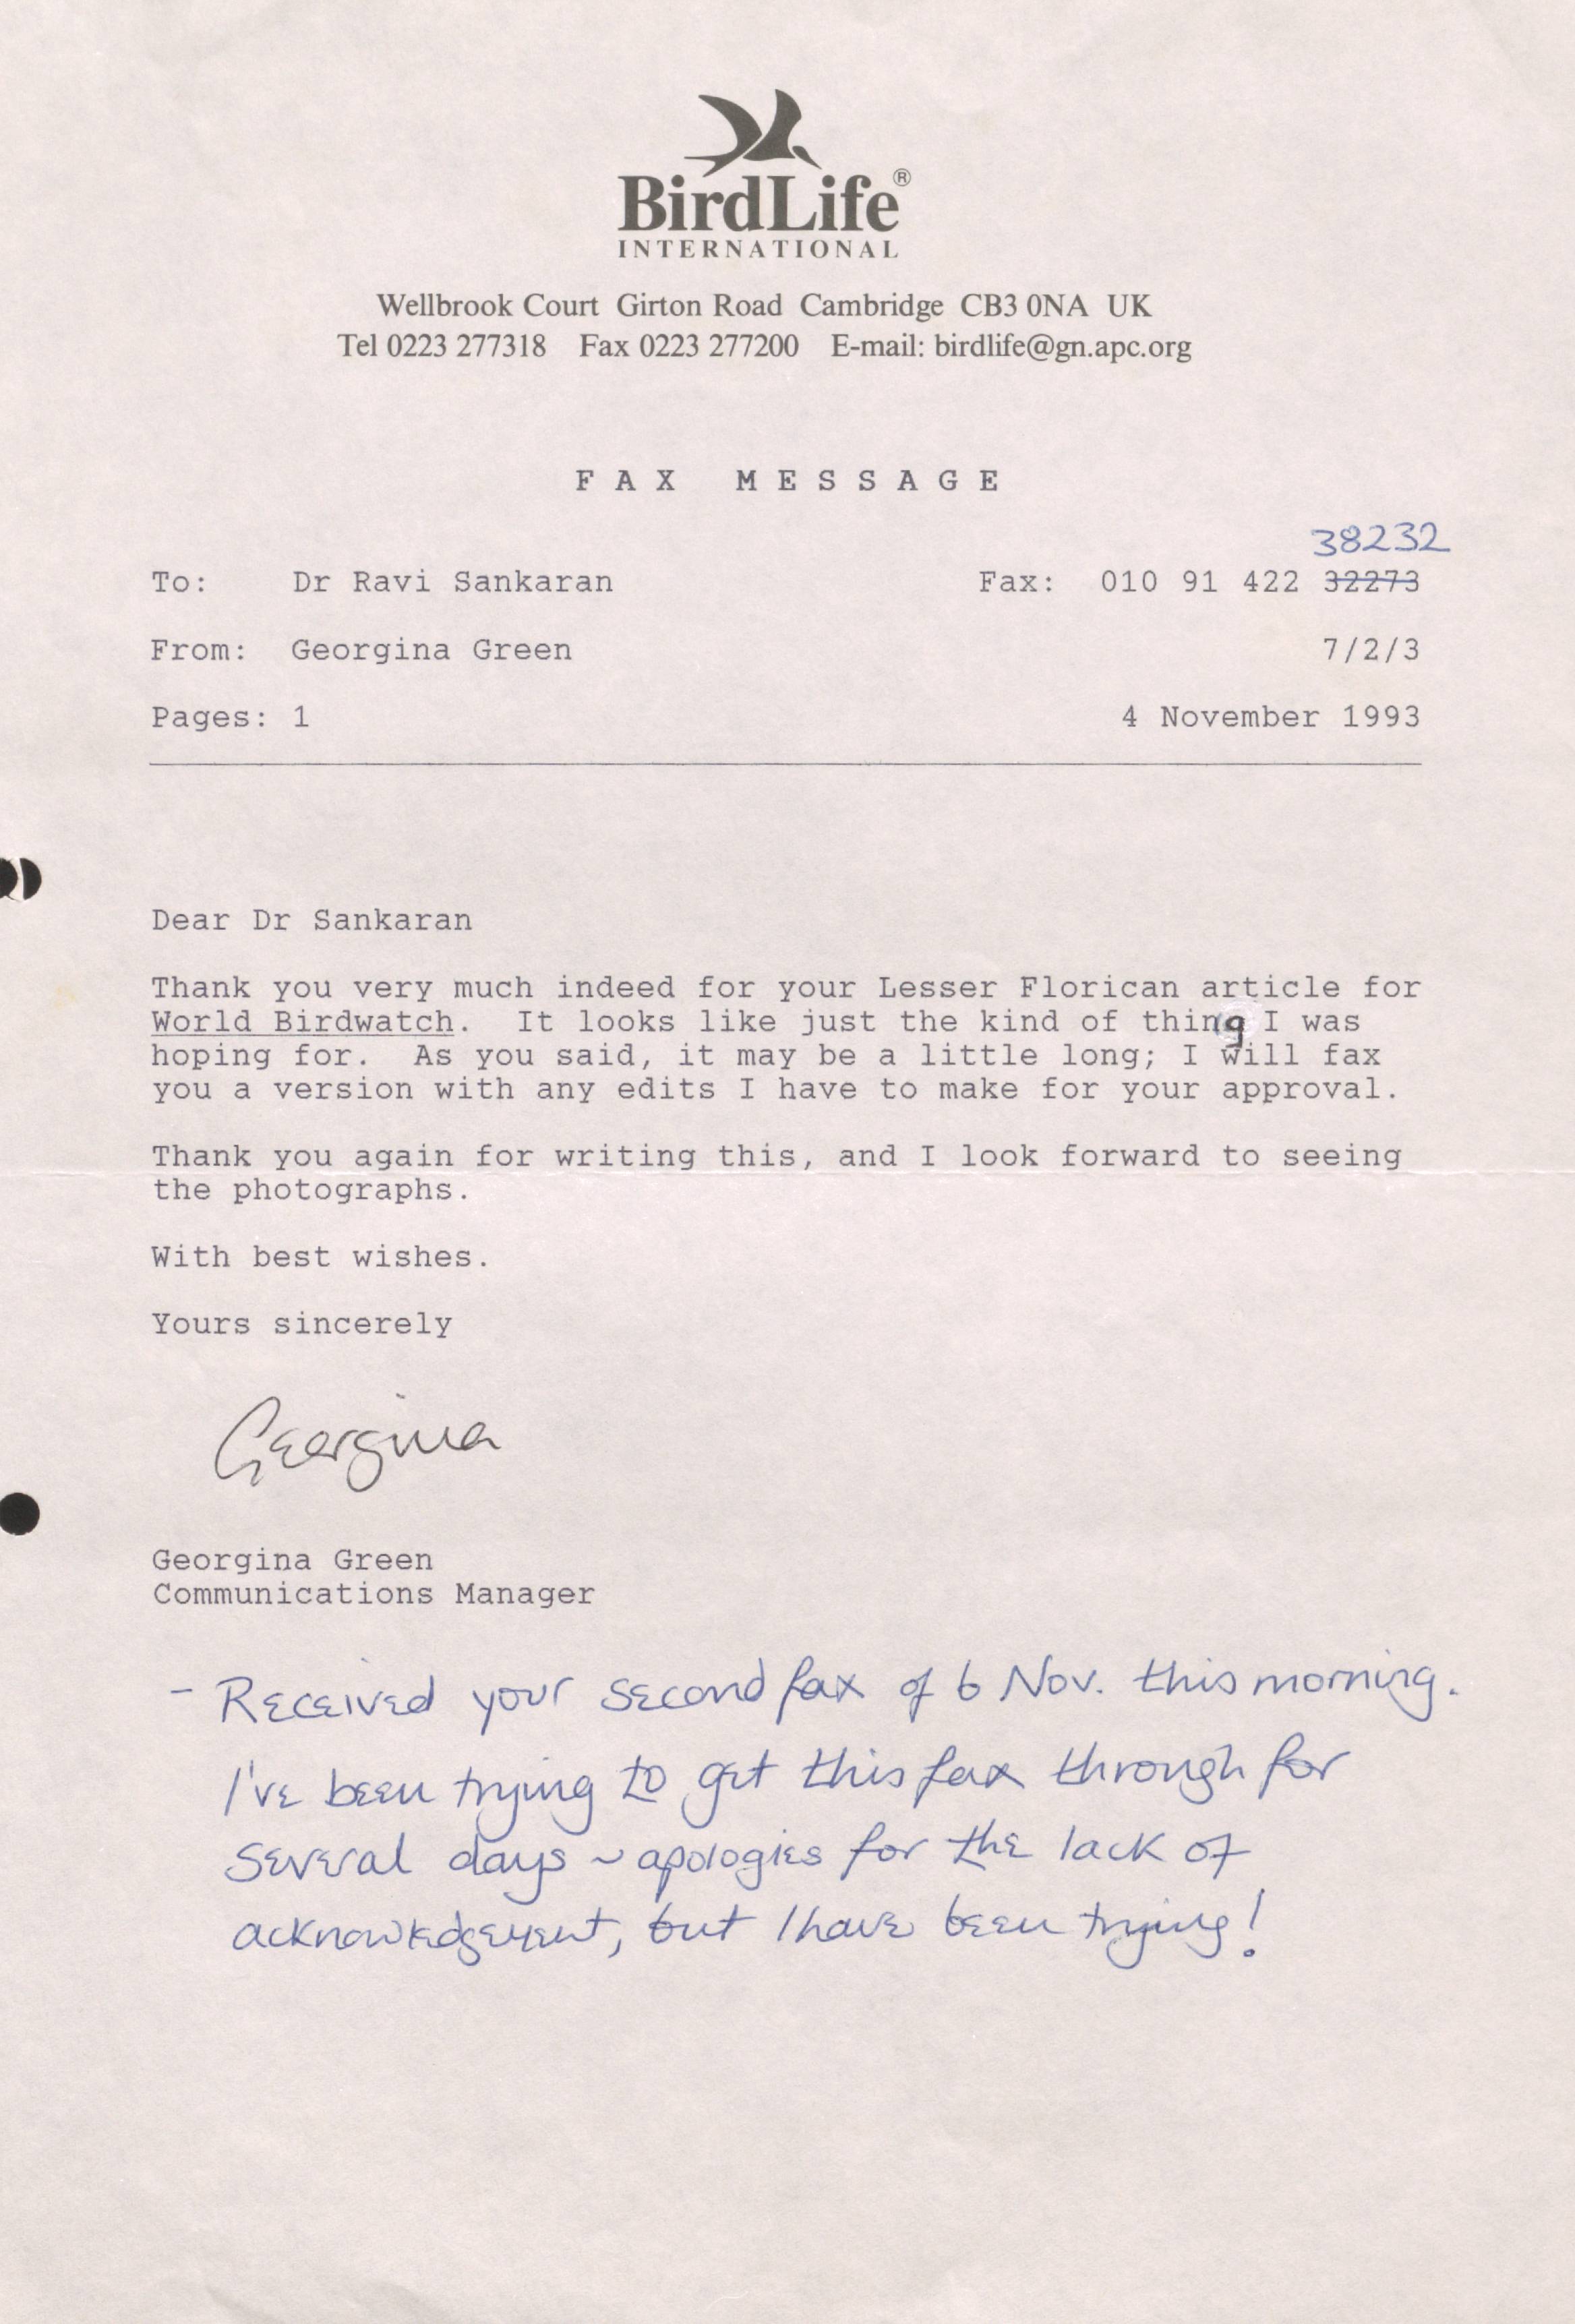 BirdLife®
INTERNATIONAL
Wellbrook Court Girton Road Cambridge CB3 0NA UK
Tel 0223 277318 Fax 0223 277200 E-mail: birdlife@gn.apc.org
FAX MESSAGE
38232
To: Dr Ravi Sankaran Fax: 010 91 422 32273
From: Georgina Green 7/2/3
Pages: 1 4 November 1993
Dear Dr Sankaran
Thank you very much indeed for your Lesser Florican article for
World Birdwatch. It looks like just the kind of thing I was
hoping for. As you said, it may be a little long; I will fax
you a version with any edits I have to make for your approval.
Thank you again for writing this, and I look forward to seeing
the photographs.
With best wishes.
Yours sincerely
Georgina
Georgina Green
Communications Manager
- Received your second fax of 6 Nov. this morning.
I've been trying to get this fax through for
several days ~ apologies for the lack of
acknowledgement, but I have been trying!